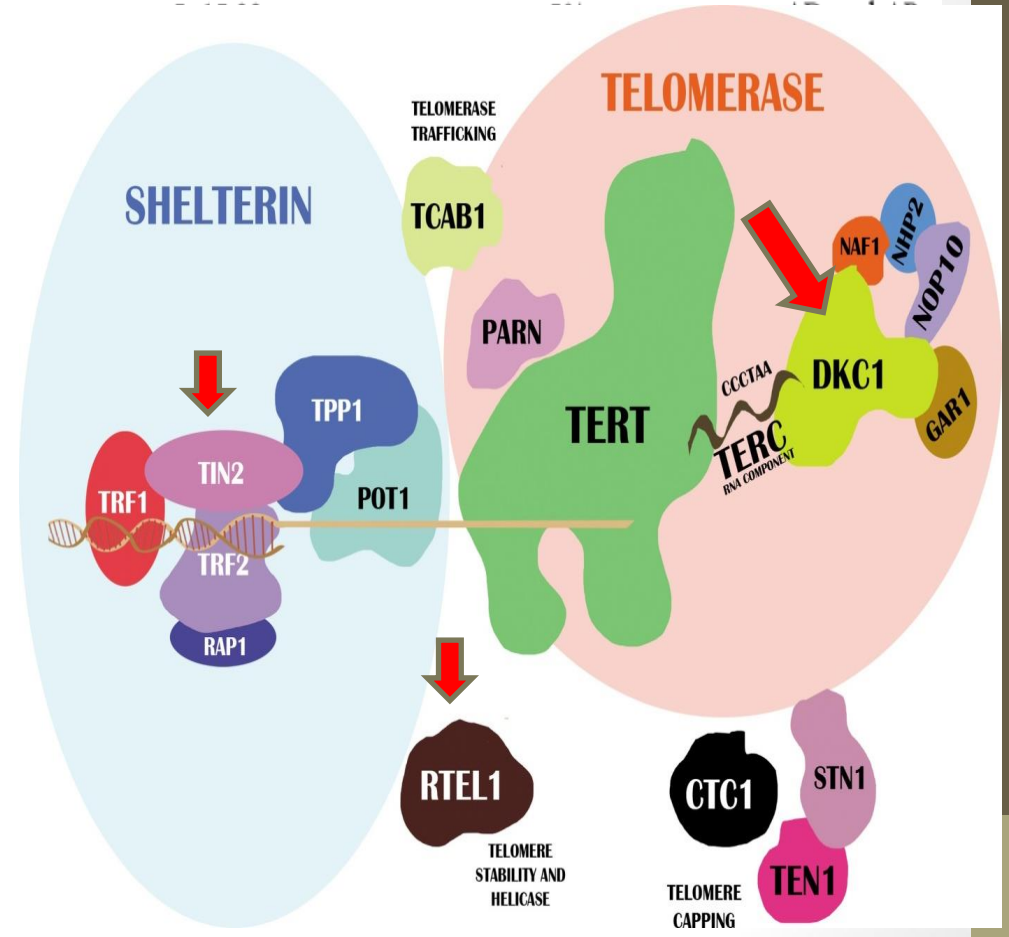 TELOMERASE
TELOMERASE
TRAFFICKING
SHELTERIN
TCAB1
NAF1
NHP2
NOP10
PARN
CCCTAA
DKC1
TPP1
TERT
GAR1
TERC
RNA COMPONENT
TIN2
TRF1
POT1
TRF2
RAP1
RTEL1
CTC1
STN1
TELOMERE
STABILITY AND
HELICASE
TEN1
TELOMERE
CAPPING